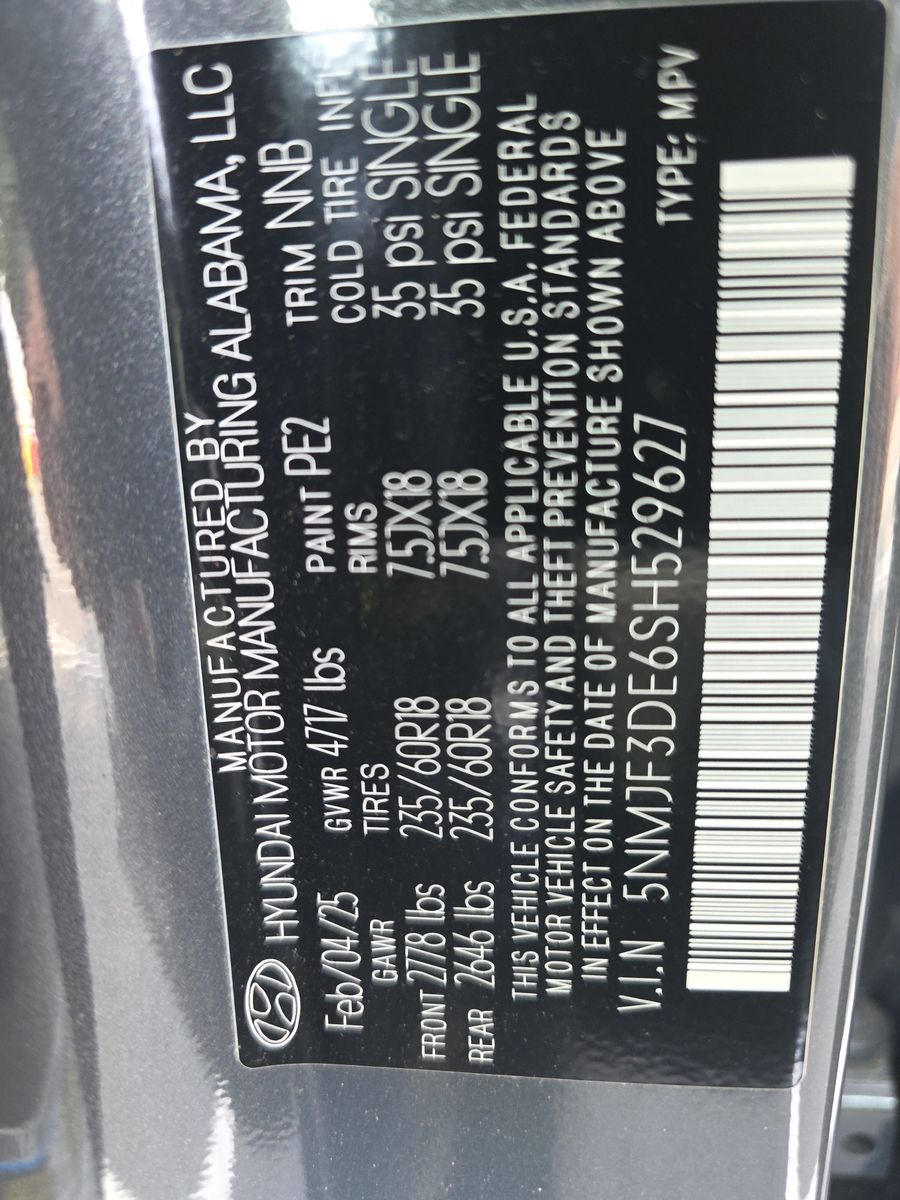 MANUFACTURED BY
HYUNDAI MOTOR MANUFACTURING ALABAMA, LLC
Feb/04/25 GVWR 4717 lbs PAINT PE2 TRIM NNB
GAWR TIRES RIMS COLD TIRE INFL
FRONT 2778 lbs 235/60R18 7.5JX18 35 psi SINGLE
REAR 2646 lbs 235/60R18 7.5JX18 35 psi SINGLE
THIS VEHICLE CONFORMS TO ALL APPLICABLE U.S.A. FEDERAL
MOTOR VEHICLE SAFETY AND THEFT PREVENTION STANDARDS
IN EFFECT ON THE DATE OF MANUFACTURE SHOWN ABOVE
V.I.N 5NMJF3DE6SH529627 TYPE: MPV